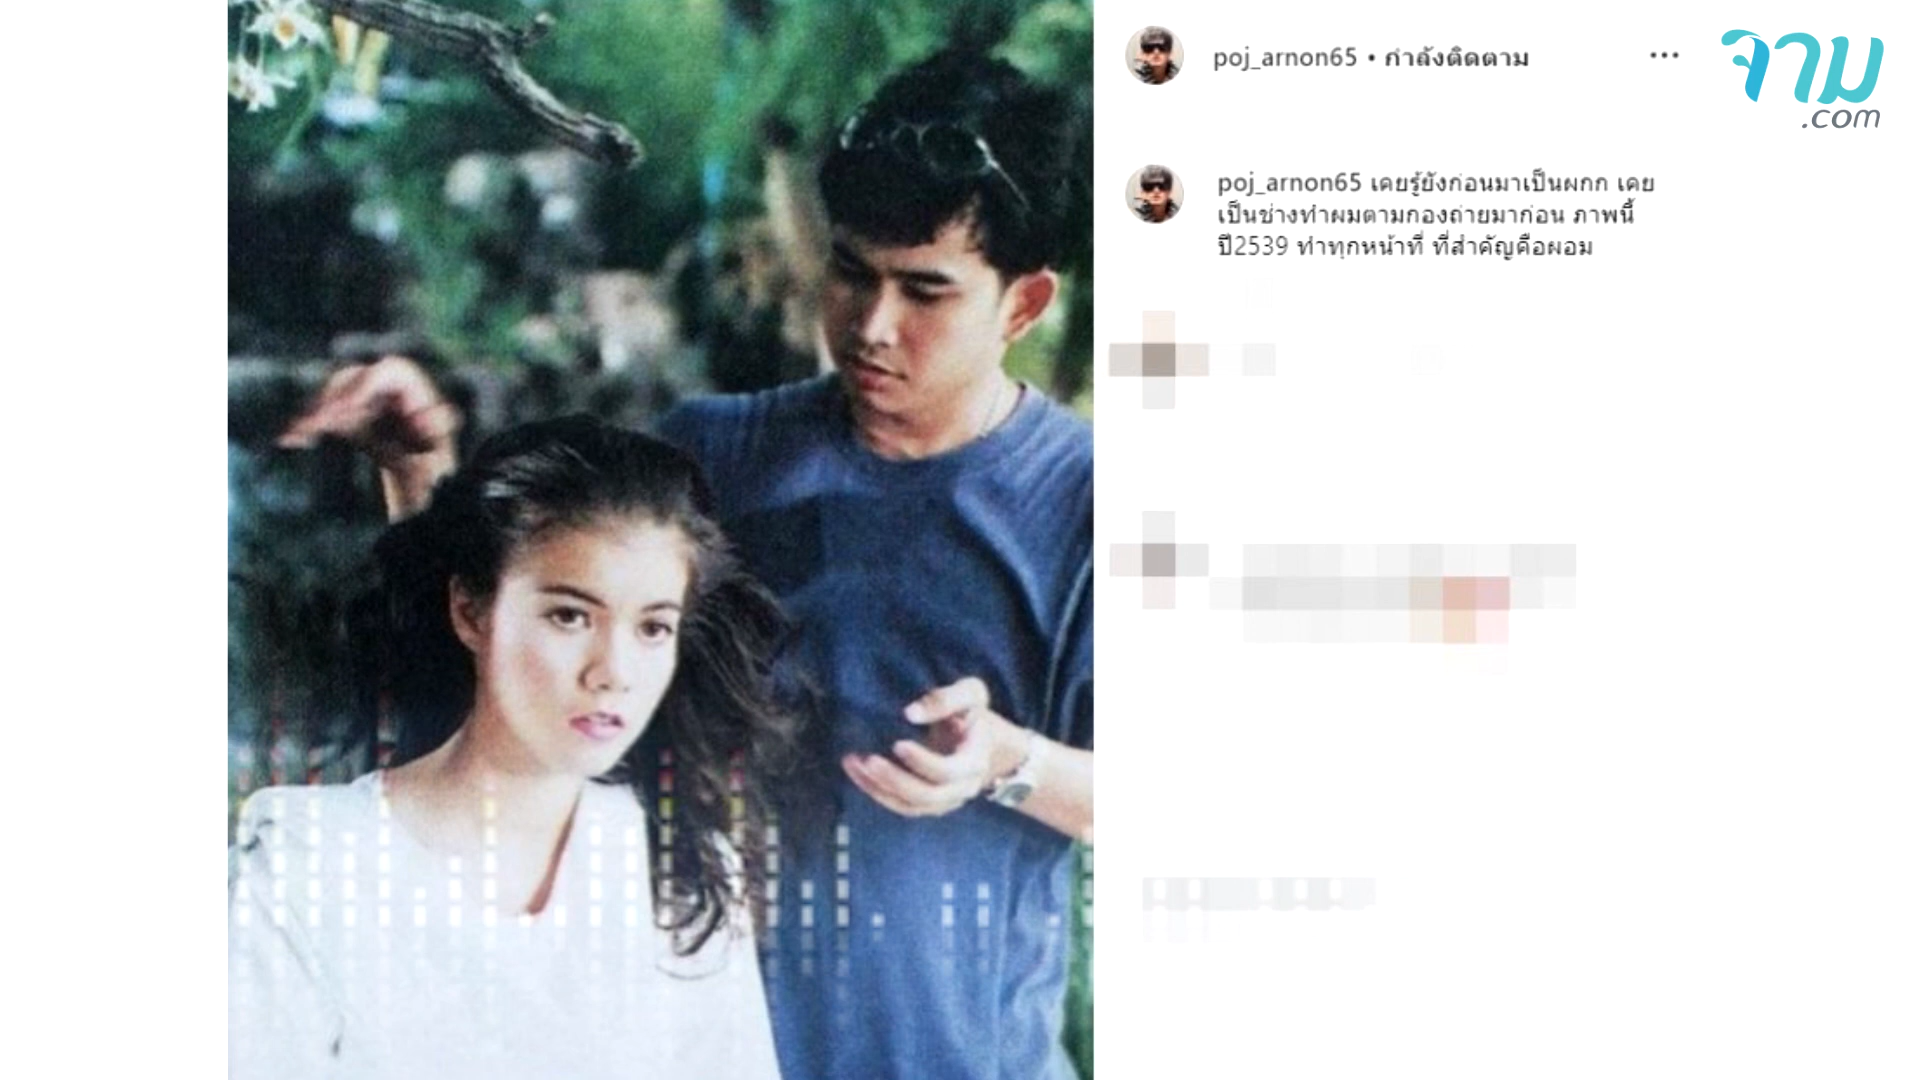 poj_arnon65 • กำลังติดตาม
จาม
.com
poj_arnon65 เคยรู้ยังก่อนมาเป็นผกก เคย
เป็นช่างทำผมตามกองถ่ายมาก่อน ภาพนี้
ปี2539 ทำทุกหน้าที่ ที่สำคัญคือผอม